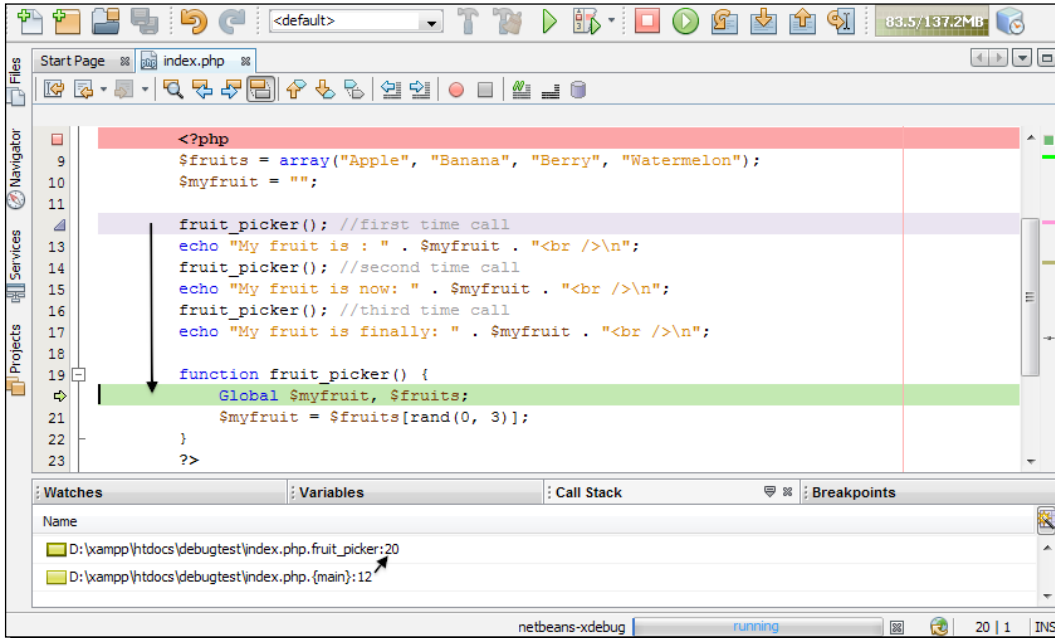 <default>
83.5/137.2MB
Files
Navigator
Services
Projects
Start Page index.php
<?php
9 $fruits = array("Apple", "Banana", "Berry", "Watermelon");
10 $myfruit = "";
11
fruit_picker(); //first time call
13 echo "My fruit is : " . $myfruit . "<br />\n";
14 fruit_picker(); //second time call
15 echo "My fruit is now: " . $myfruit . "<br />\n";
16 fruit_picker(); //third time call
17 echo "My fruit is finally: " . $myfruit . "<br />\n";
18
19 function fruit_picker() {
Global $myfruit, $fruits;
21 $myfruit = $fruits[rand(0, 3)];
22 }
23 ?>
Watches Variables Call Stack Breakpoints
Name
D:\xampp\htdocs\debugtest\index.php.fruit_picker:20
D:\xampp\htdocs\debugtest\index.php.{main}:12
netbeans-xdebug running 20 | 1 INS